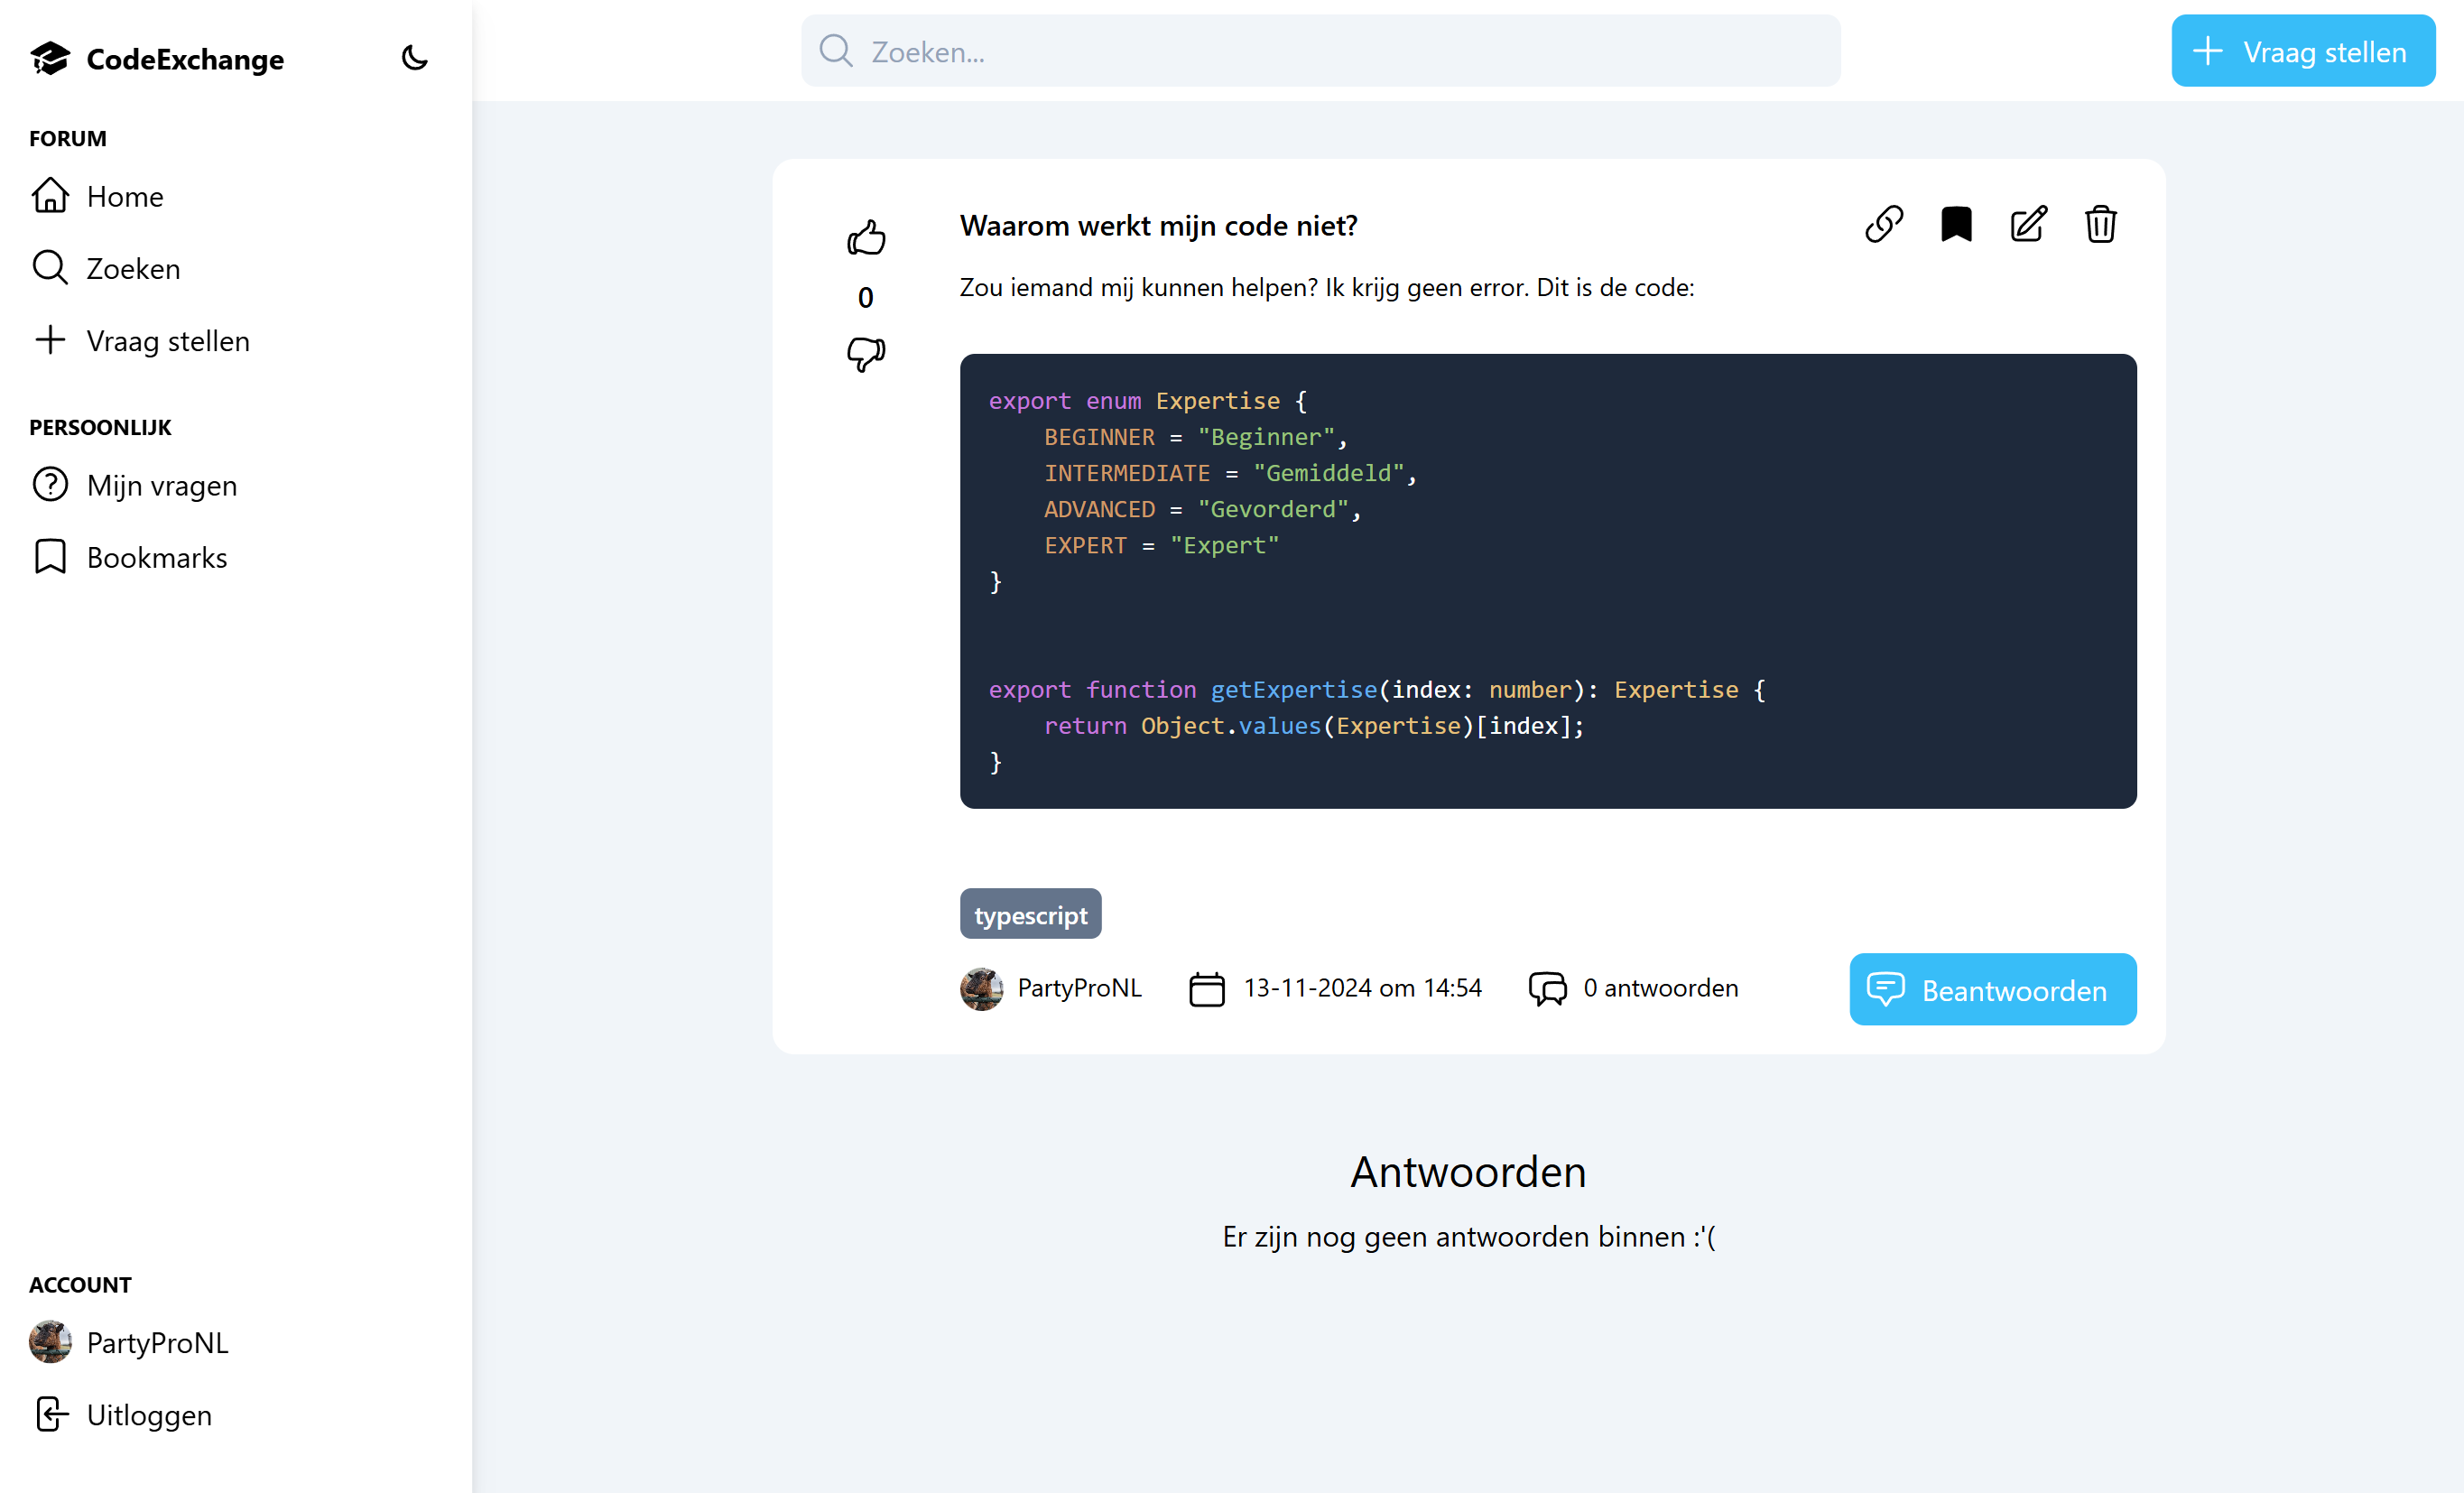 CodeExchange
FORUM
Home
Zoeken
Vraag stellen
PERSOONLIJK
Mijn vragen
Bookmarks
ACCOUNT
PartyProNL
Uitloggen
Zoeken...
Vraag stellen
Waarom werkt mijn code niet?
0
Zou iemand mij kunnen helpen? Ik krijg geen error. Dit is de code:
export enum Expertise {
    BEGINNER = "Beginner",
    INTERMEDIATE = "Gemiddeld",
    ADVANCED = "Gevorderd",
    EXPERT = "Expert"
}
export function getExpertise(index: number): Expertise {
    return Object.values(Expertise)[index];
}
typescript
PartyProNL 13-11-2024 om 14:54 0 antwoorden Beantwoorden
Antwoorden
Er zijn nog geen antwoorden binnen :'(